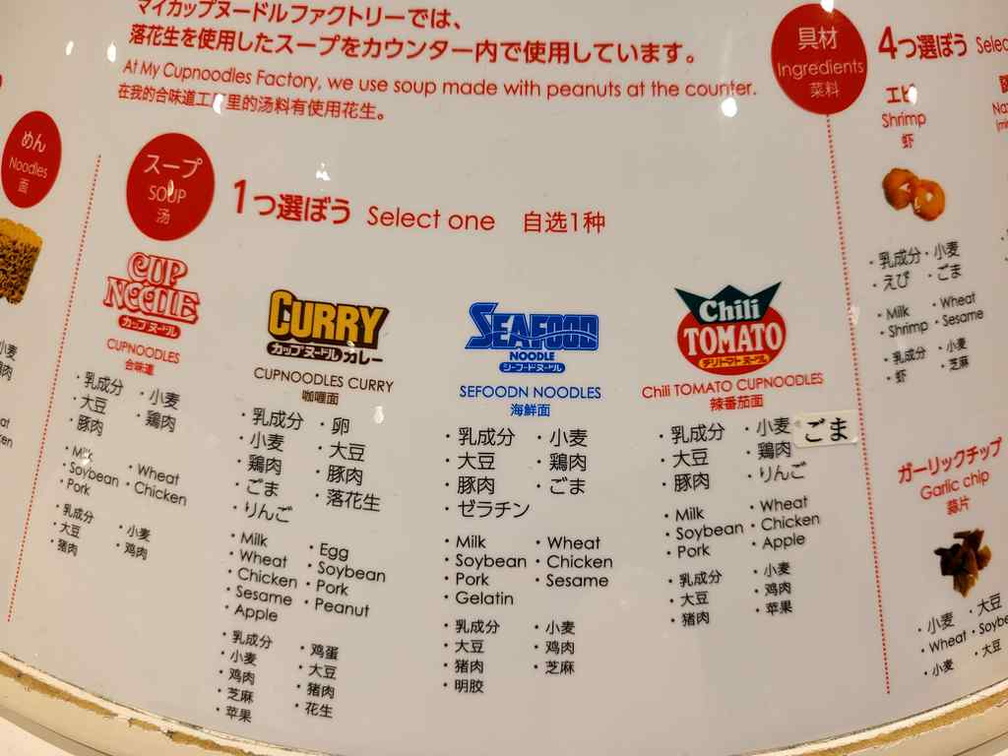 マイカップヌードルファクトリーでは、
落花生を使用したスープをカウンター内で使用しています。
At My Cupnoodles Factory, we use soup made with peanuts at the counter.
在我的合味道工厂里的汤料有使用花生。
めん
Noodles
面
スープ
SOUP
汤
1つ選ぼう Select one 自选1种
CUP
NOODLE
カップヌードル
CUPNOODLES
合味道
・乳成分 ・小麦
・大豆 ・鶏肉
・豚肉
・Milk ・Wheat
・Soybean ・Chicken
・Pork
・乳成分 ・小麦
・大豆 ・鸡肉
・猪肉
CURRY
カップヌードルカレー
CUPNOODLES CURRY
咖喱面
・乳成分 ・卵
・小麦 ・大豆
・鶏肉 ・豚肉
・ごま ・落花生
・りんご
・Milk ・Egg
・Wheat ・Soybean
・Chicken ・Pork
・Sesame ・Peanut
・Apple
・乳成分 ・鸡蛋
・小麦 ・大豆
・鸡肉 ・猪肉
・芝麻 ・花生
・苹果
SEAFOOD
NOODLE
シーフードヌードル
SEFOODN NOODLES
海鮮面
・乳成分 ・小麦
・大豆 ・鶏肉
・豚肉 ・ごま
・ゼラチン
・Milk ・Wheat
・Soybean ・Chicken
・Pork ・Sesame
・Gelatin
・乳成分 ・小麦
・大豆 ・鸡肉
・猪肉 ・芝麻
・明胶
Chili
TOMATO
チリトマトヌードル
Chili TOMATO CUPNOODLES
辣番茄面
・乳成分 ・小麦 ごま
・大豆 ・鶏肉
・豚肉 ・りんご
・Milk ・Wheat
・Soybean ・Chicken
・Pork ・Apple
・乳成分 ・小麦
・大豆 ・鸡肉
・猪肉 ・苹果
具材
Ingredients
菜料
4つ選ぼう Selec
エビ
Shrimp
虾
・乳成分 ・小麦
・えび ・ごま
・Milk ・Wheat
・Shrimp ・Sesame
・乳成分 ・小麦
・虾 ・芝麻
ガーリックチップ
Garlic chip
蒜片
・小麦 ・大豆
・Wheat ・Soybe
・小麦 ・大豆